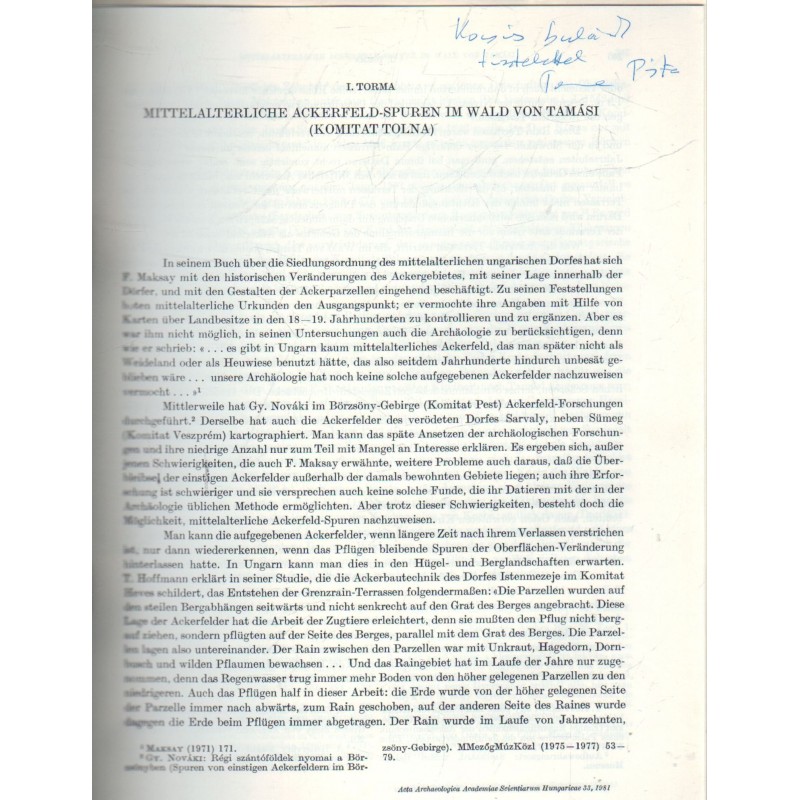 tisztelettel
Pista
I. TORMA
MITTELALTERLICHE ACKERFELD-SPUREN IM WALD VON TAMÁSI
(KOMITAT TOLNA)
In seinem Buch über die Siedlungsordnung des mittelalterlichen ungarischen Dorfes hat sich
F. Maksay mit den historischen Veränderungen des Ackergebietes, mit seiner Lage innerhalb der
Dörfer, und mit den Gestalten der Ackerparzellen eingehend beschäftigt. Zu seinen Feststellungen
boten mittelalterliche Urkunden den Ausgangspunkt; er vermochte ihre Angaben mit Hilfe von
Karten über Landbesitze in den 18—19. Jahrhunderten zu kontrollieren und zu ergänzen. Aber es
war ihm nicht möglich, in seinen Untersuchungen auch die Archäologie zu berücksichtigen, denn
wie er schrieb: « . . . es gibt in Ungarn kaum mittelalterliches Ackerfeld, das man später nicht als
Weideland oder als Heuwiese benutzt hätte, das also seitdem Jahrhunderte hindurch unbesät ge-
blieben wäre . . . unsere Archäologie hat noch keine solche aufgegebenen Ackerfelder nachzuweisen
vermocht . . . »¹
Mittlerweile hat Gy. Nováki im Börzsöny-Gebirge (Komitat Pest) Ackerfeld-Forschungen
durchgeführt.² Derselbe hat auch die Ackerfelder des verödeten Dorfes Sarvaly, neben Sümeg
(Komitat Veszprém) kartographiert. Man kann das späte Ansetzen der archäologischen Forschun-
gen und ihre niedrige Anzahl nur zum Teil mit Mangel an Interesse erklären. Es ergeben sich, außer
jenen Schwierigkeiten, die auch F. Maksay erwähnte, weitere Probleme auch daraus, daß die Über-
bleibsel der einstigen Ackerfelder außerhalb der damals bewohnten Gebiete liegen; auch ihre Erfor-
schung ist schwieriger und sie versprechen auch keine solche Funde, die ihr Datieren mit der in der
Archäologie üblichen Methode ermöglichten. Aber trotz dieser Schwierigkeiten, besteht doch die
Möglichkeit, mittelalterliche Ackerfeld-Spuren nachzuweisen.
Man kann die aufgegebenen Ackerfelder, wenn längere Zeit nach ihrem Verlassen verstrichen
ist, nur dann wiedererkennen, wenn das Pflügen bleibende Spuren der Oberflächen-Veränderung
hinterlassen hatte. In Ungarn kann man dies in den Hügel- und Berglandschaften erwarten.
T. Hoffmann erklärt in seiner Studie, die die Ackerbautechnik des Dorfes Istenmezeje im Komitat
Heves schildert, das Entstehen der Grenzrain-Terrassen folgendermaßen: «Die Parzellen wurden auf
den steilen Bergabhängen seitwärts und nicht senkrecht auf den Grat des Berges angebracht. Diese
Lage der Ackerfelder hat die Arbeit der Zugtiere erleichtert, denn sie mußten den Pflug nicht berg-
auf ziehen, sondern pflügten auf der Seite des Berges, parallel mit dem Grat des Berges. Die Parzel-
len lagen also untereinander. Der Rain zwischen den Parzellen war mit Unkraut, Hagedorn, Dorn-
busch und wilden Pflaumen bewachsen . . . Und das Raingebiet hat im Laufe der Jahre nur zuge-
nommen, denn das Regenwasser trug immer mehr Boden von den höher gelegenen Parzellen zu den
niedrigeren. Auch das Pflügen half in dieser Arbeit: die Erde wurde von der höher gelegenen Seite
der Parzelle immer nach abwärts, zum Rain geschoben, auf der anderen Seite des Raines wurde
dagegen die Erde beim Pflügen immer abgetragen. Der Rain wurde im Laufe von Jahrzehnten,
¹ MAKSAY (1971) 171.
² GY. NOVÁKI: Régi szántóföldek nyomai a Bör-
zsönyben (Spuren von einstigen Ackerfeldern im Bör-
zsöny-Gebirge). MMezőgMúzKözl (1975—1977) 53—
79.
Acta Archaeologica Academiae Scientiarum Hungaricae 33, 1981